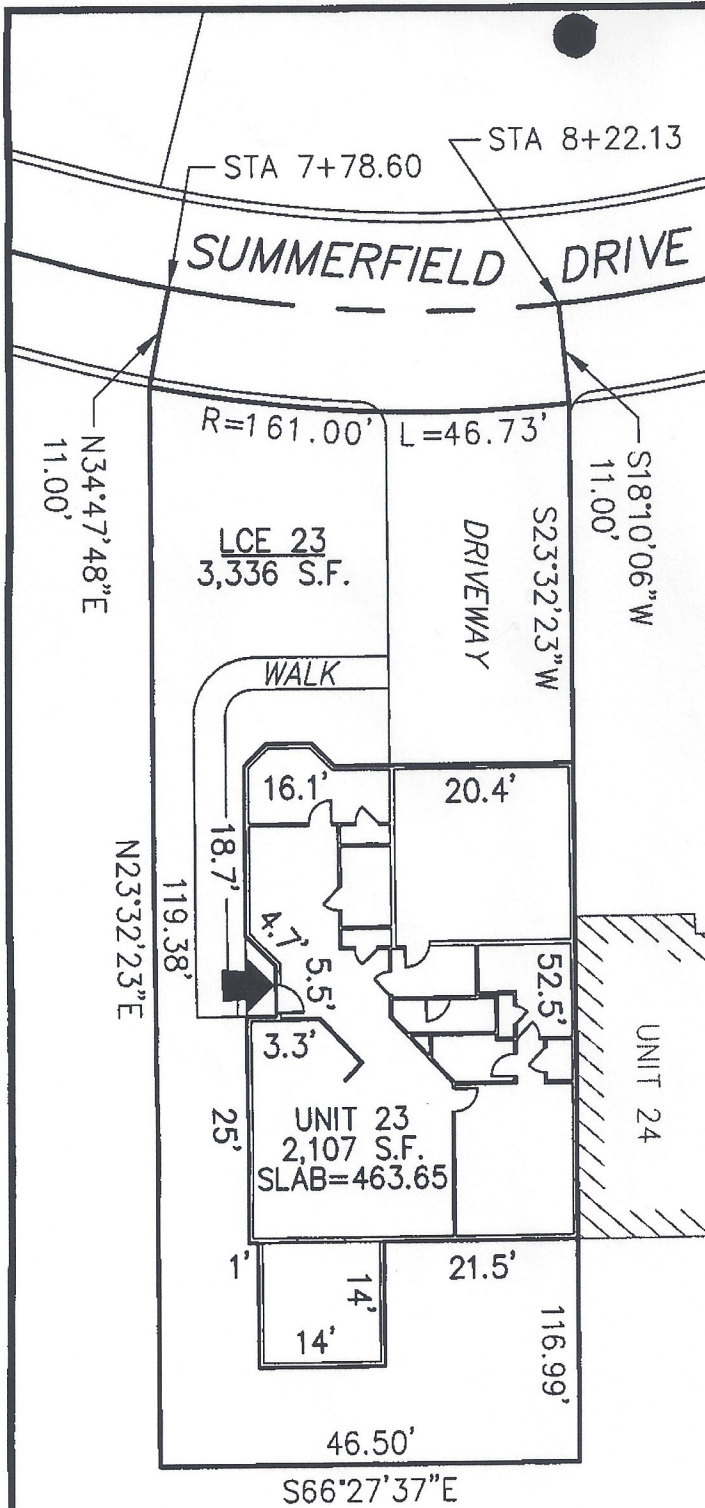 STA 8+22.13
STA 7+78.60
SUMMERFIELD DRIVE
R=161.00' L=46.73'
N34°47'48"E
11.00'
S18°10'06"W
11.00'
LCE 23
3,336 S.F.
DRIVEWAY
S23°32'23"W
WALK
16.1'
20.4'
18.7'
119.38'
N23°32'23"E
4.7'
5.5'
52.5'
3.3'
UNIT 24
25'
UNIT 23
2,107 S.F.
SLAB=463.65
1'
14'
14'
21.5'
116.99'
46.50'
S66°27'37"E